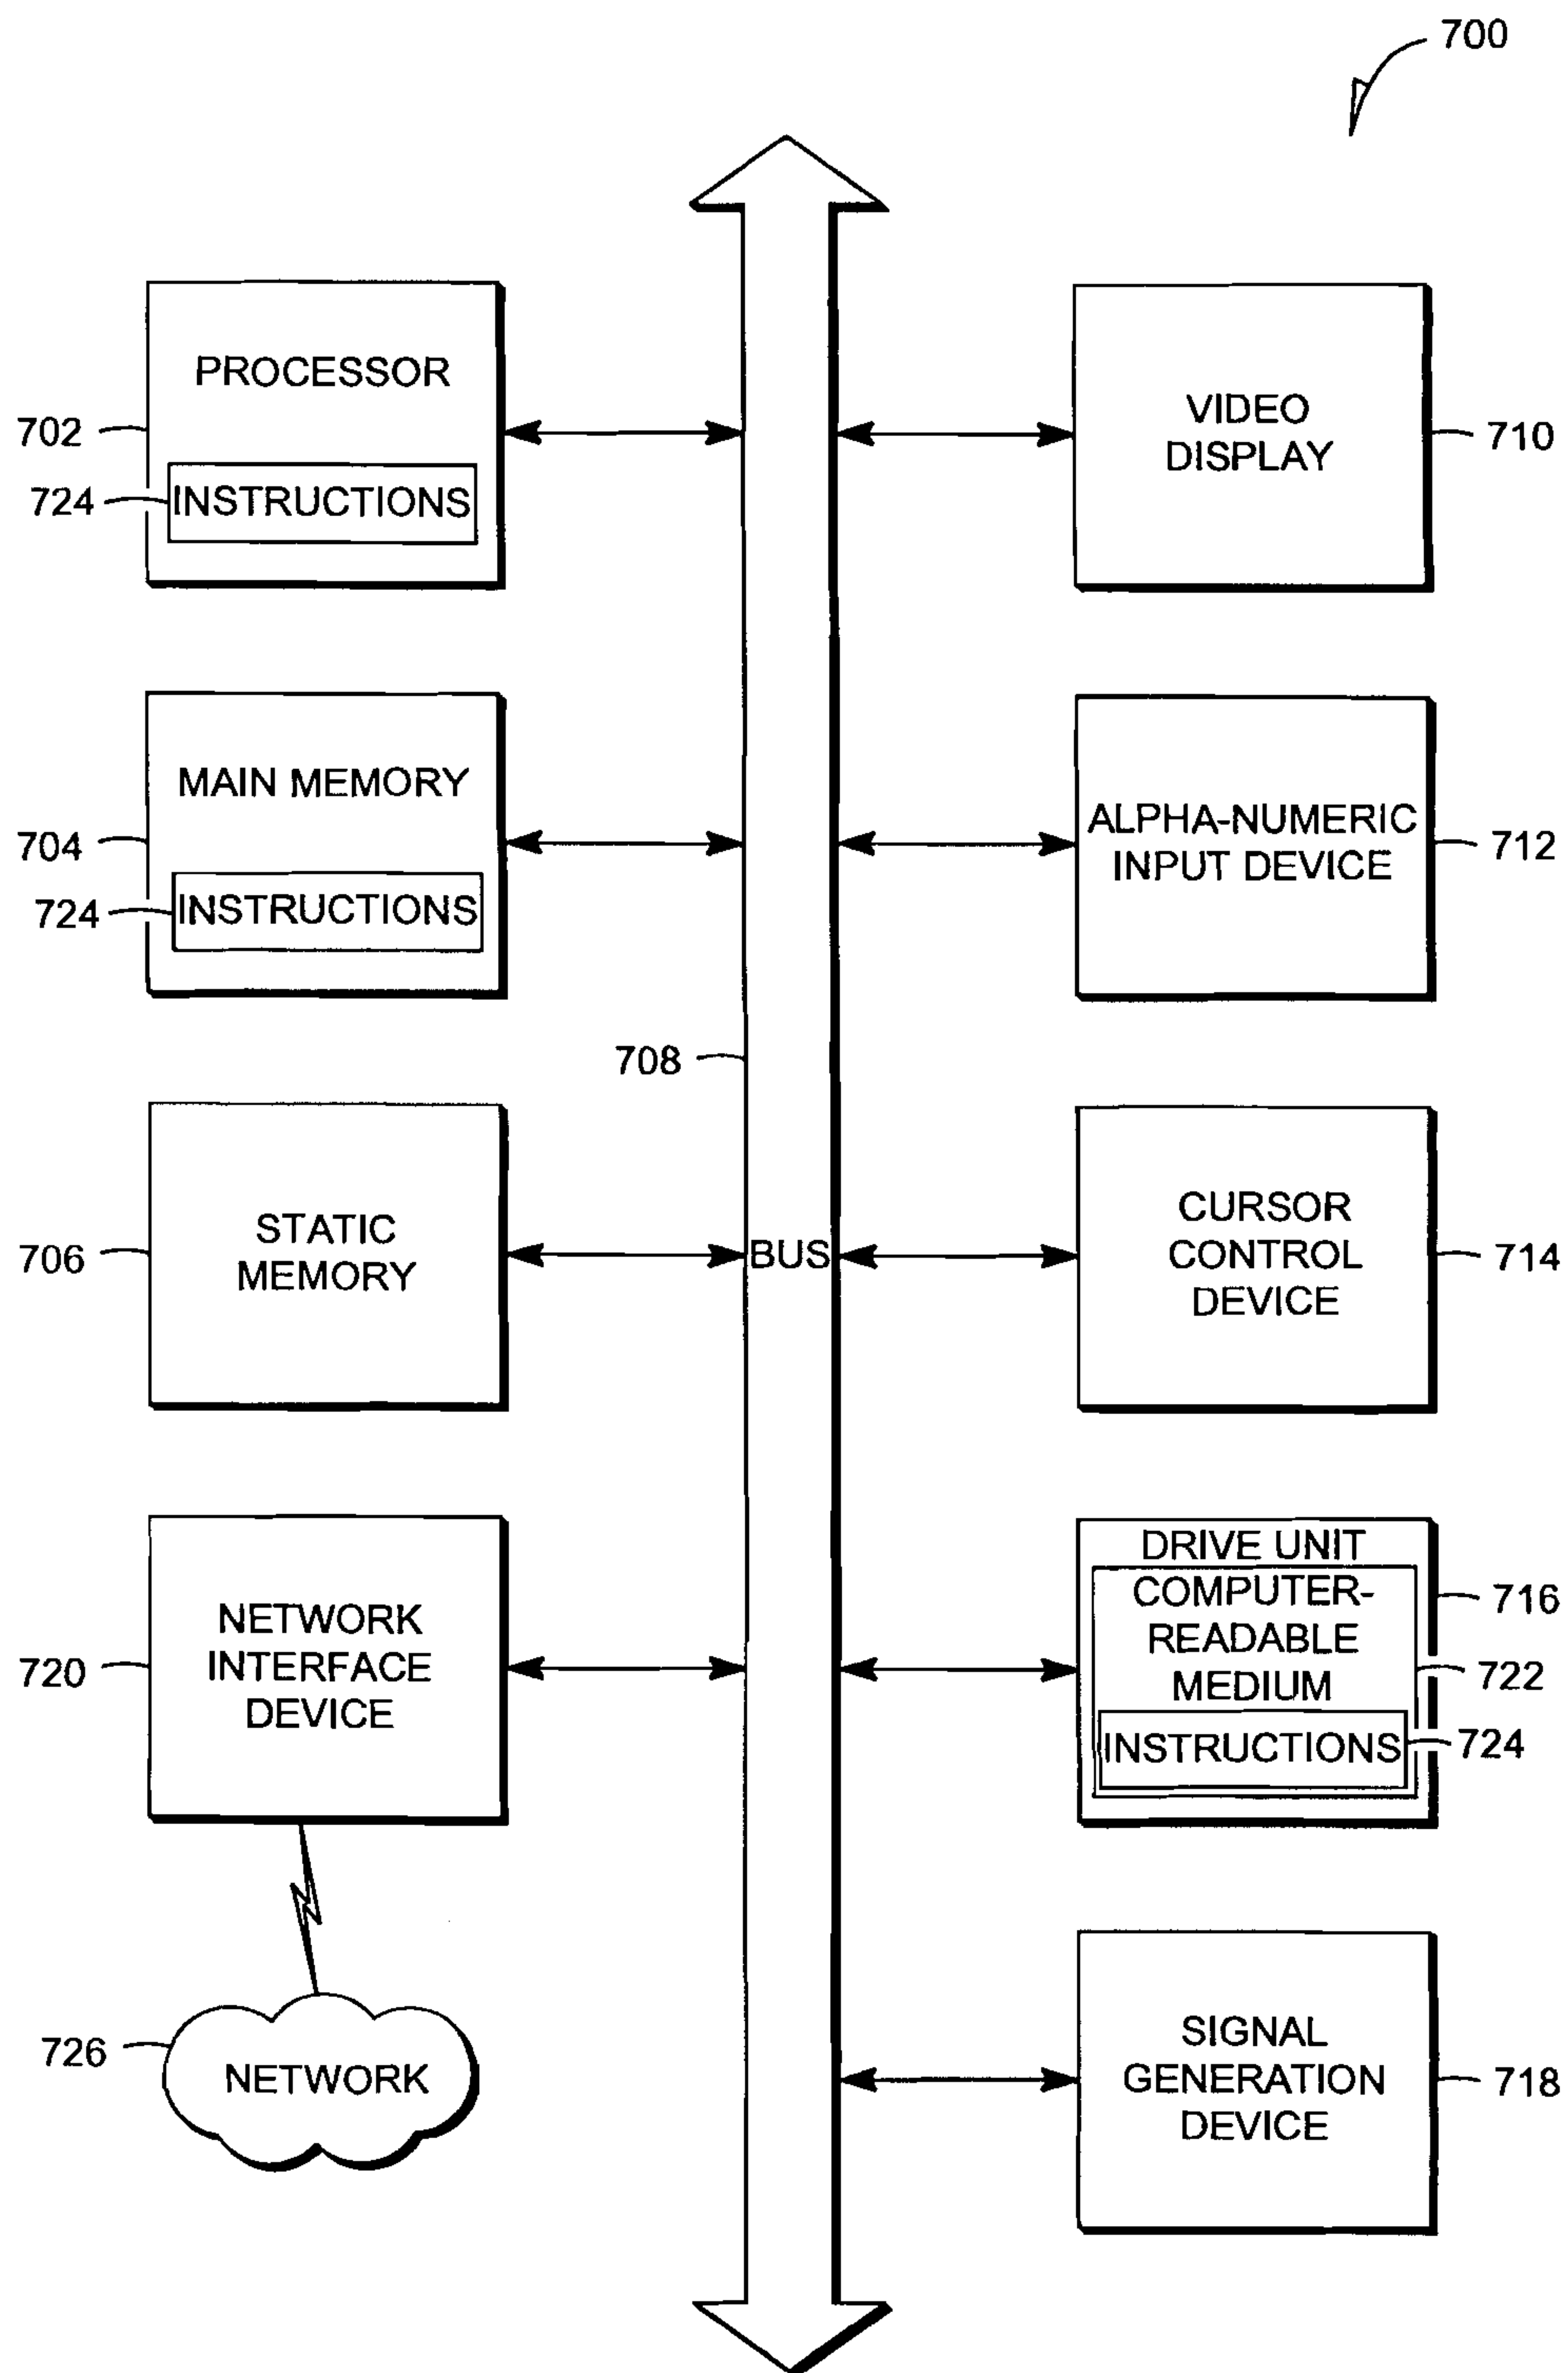 700
PROCESSOR
702
724
INSTRUCTIONS
VIDEO
DISPLAY
710
MAIN MEMORY
704
724
INSTRUCTIONS
ALPHA-NUMERIC
INPUT DEVICE
712
708
STATIC
MEMORY
706
BUS
CURSOR
CONTROL
DEVICE
714
NETWORK
INTERFACE
DEVICE
720
DRIVE UNIT
COMPUTER-
READABLE
MEDIUM
716
722
INSTRUCTIONS
724
726
NETWORK
SIGNAL
GENERATION
DEVICE
718